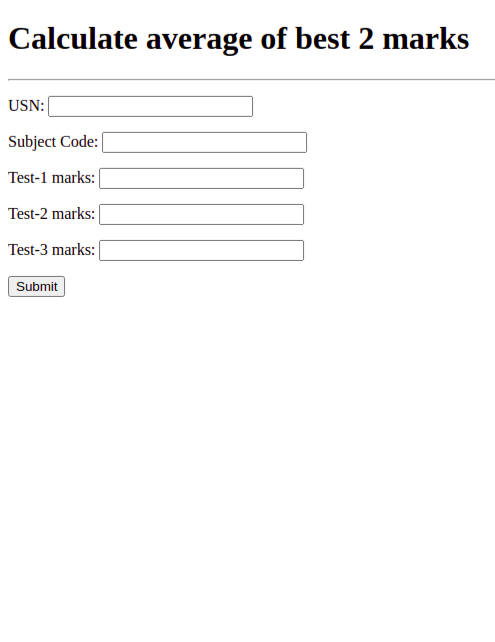 Calculate average of best 2 marks
USN:
Subject Code:
Test-1 marks:
Test-2 marks:
Test-3 marks:
Submit